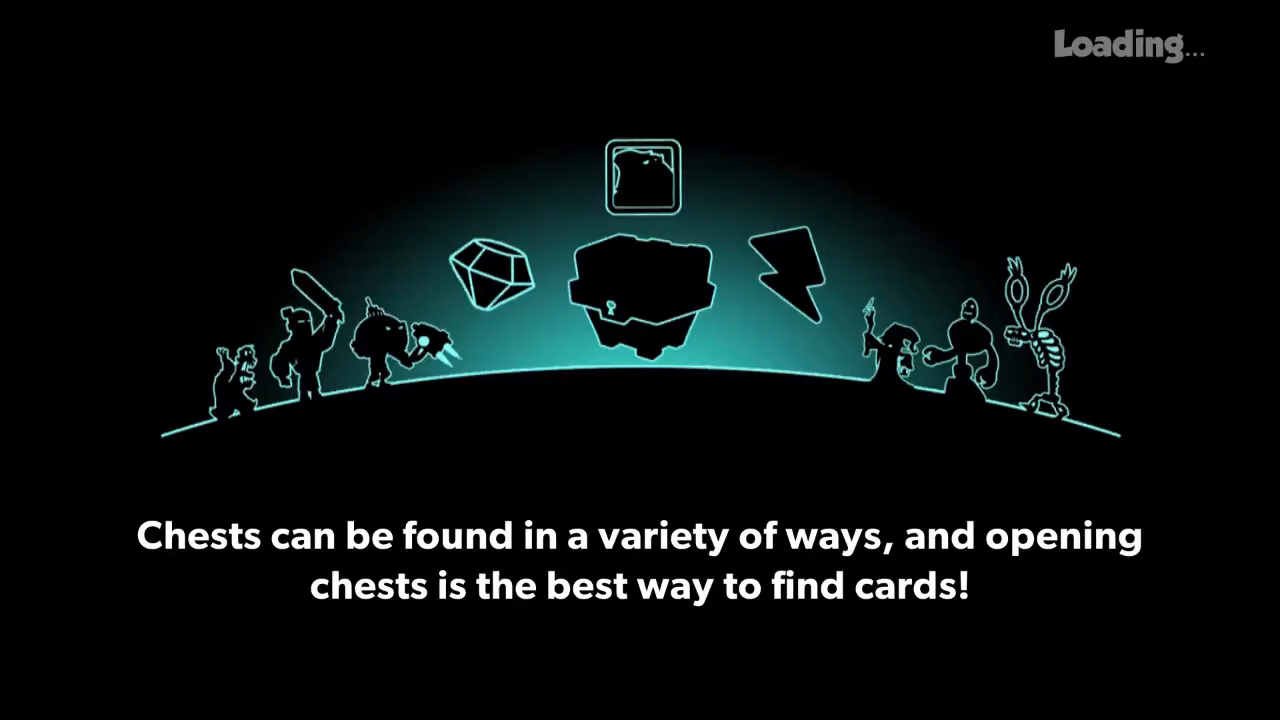 Loading...
Chests can be found in a variety of ways, and opening
chests is the best way to find cards!